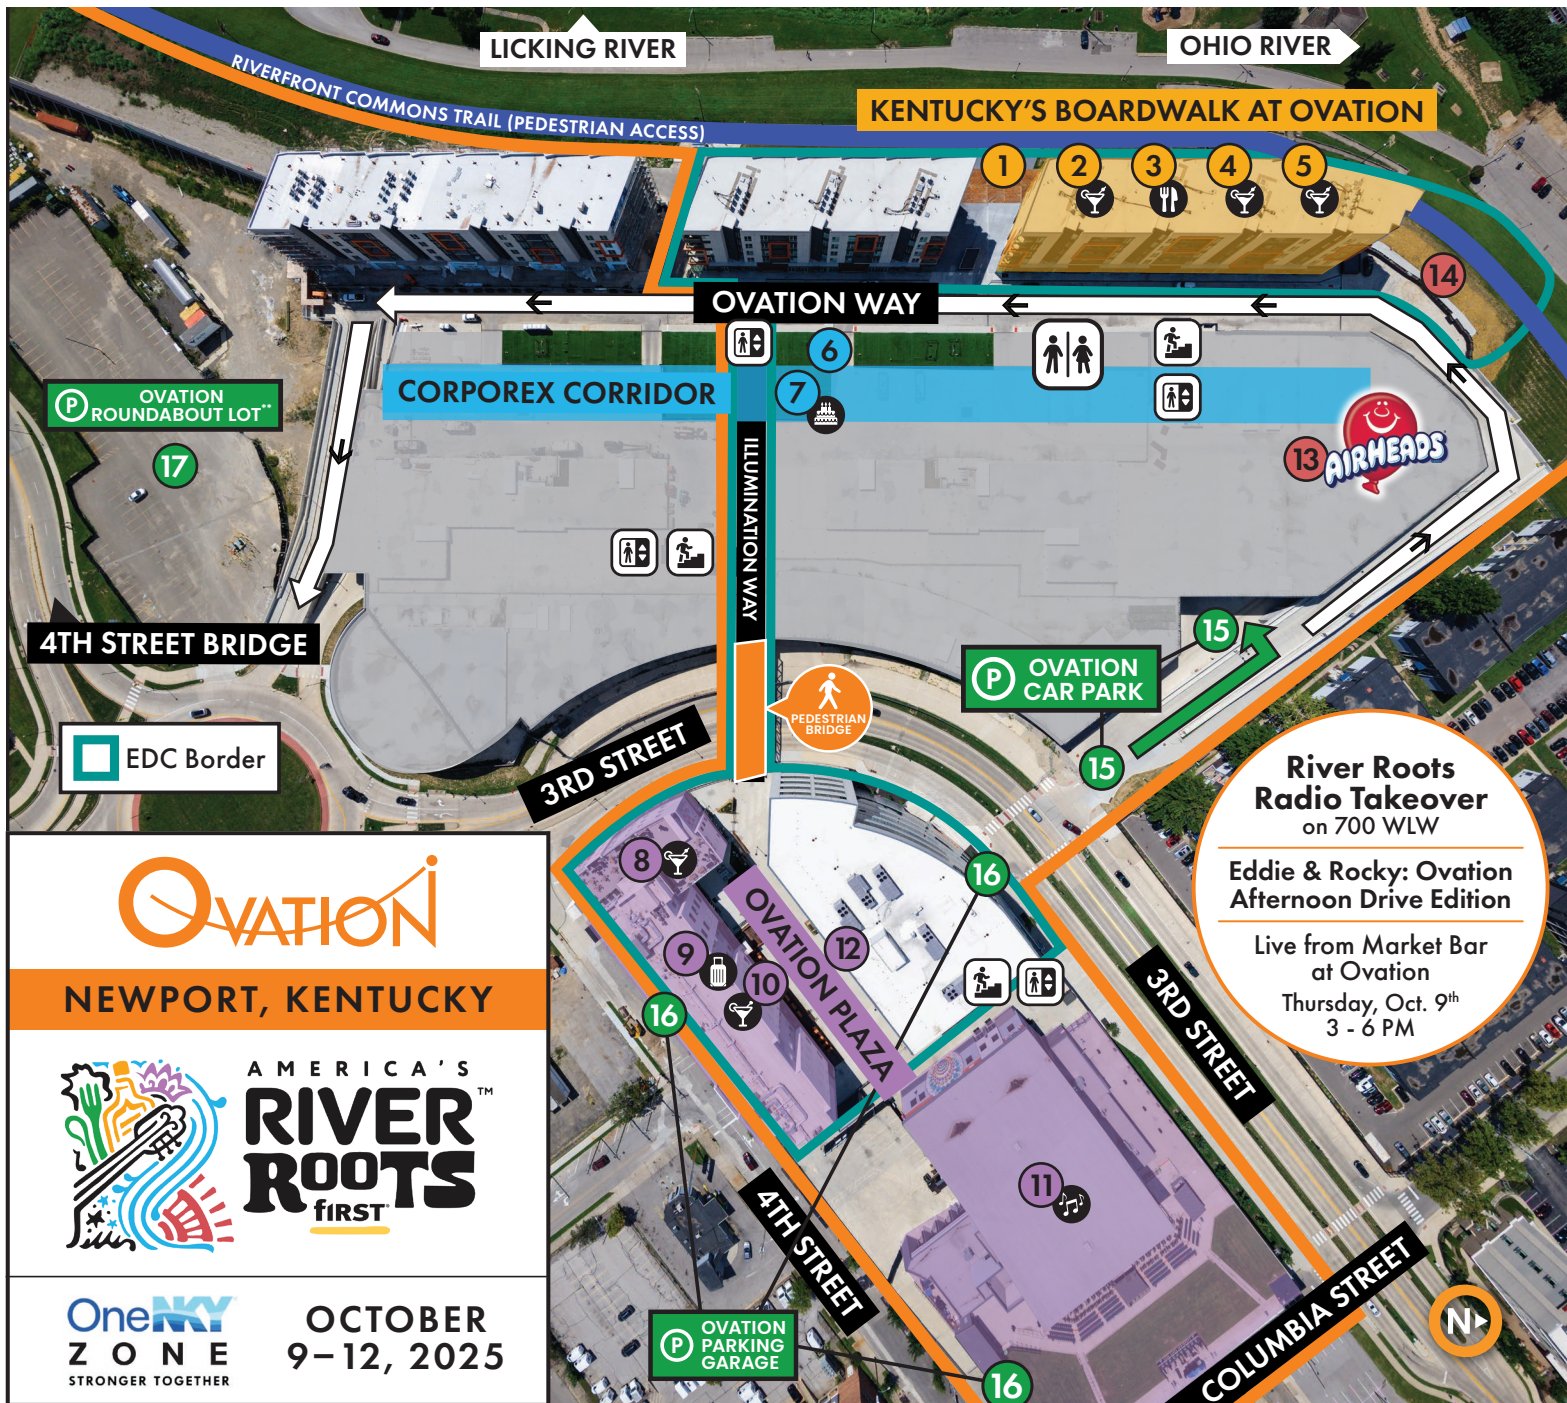 LICKING RIVER
OHIO RIVER
RIVERFRONT COMMONS TRAIL (PEDESTRIAN ACCESS)
KENTUCKY'S BOARDWALK AT OVATION
1
2
3
4
5
14
OVATION WAY
6
CORPOREX CORRIDOR
7
P OVATION
ROUNDABOUT LOT**
17
13
AIRHEADS
ILLUMINATION WAY
4TH STREET BRIDGE
15
P OVATION
CAR PARK
15
PEDESTRIAN
BRIDGE
EDC Border
3RD STREET
River Roots
Radio Takeover
on 700 WLW
Eddie & Rocky: Ovation
Afternoon Drive Edition
Live from Market Bar
at Ovation
Thursday, Oct. 9th
3 - 6 PM
8
16
OVATION PLAZA
9
10
12
16
3RD STREET
OVATION
NEWPORT, KENTUCKY
AMERICA'S
RIVER™
ROOTS
fiRST
11
4TH STREET
COLUMBIA STREET
N
P OVATION
PARKING
GARAGE
16
OneNKY
ZONE
STRONGER TOGETHER
OCTOBER
9–12, 2025